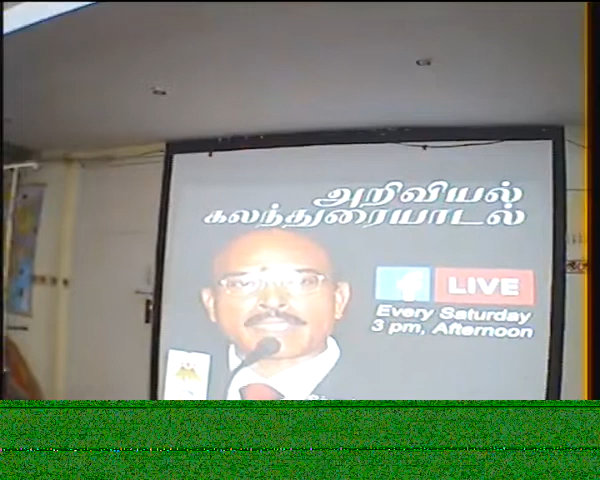 அறிவியல்
கலந்துரையாடல்
f LIVE
Every Saturday
3 pm, Afternoon